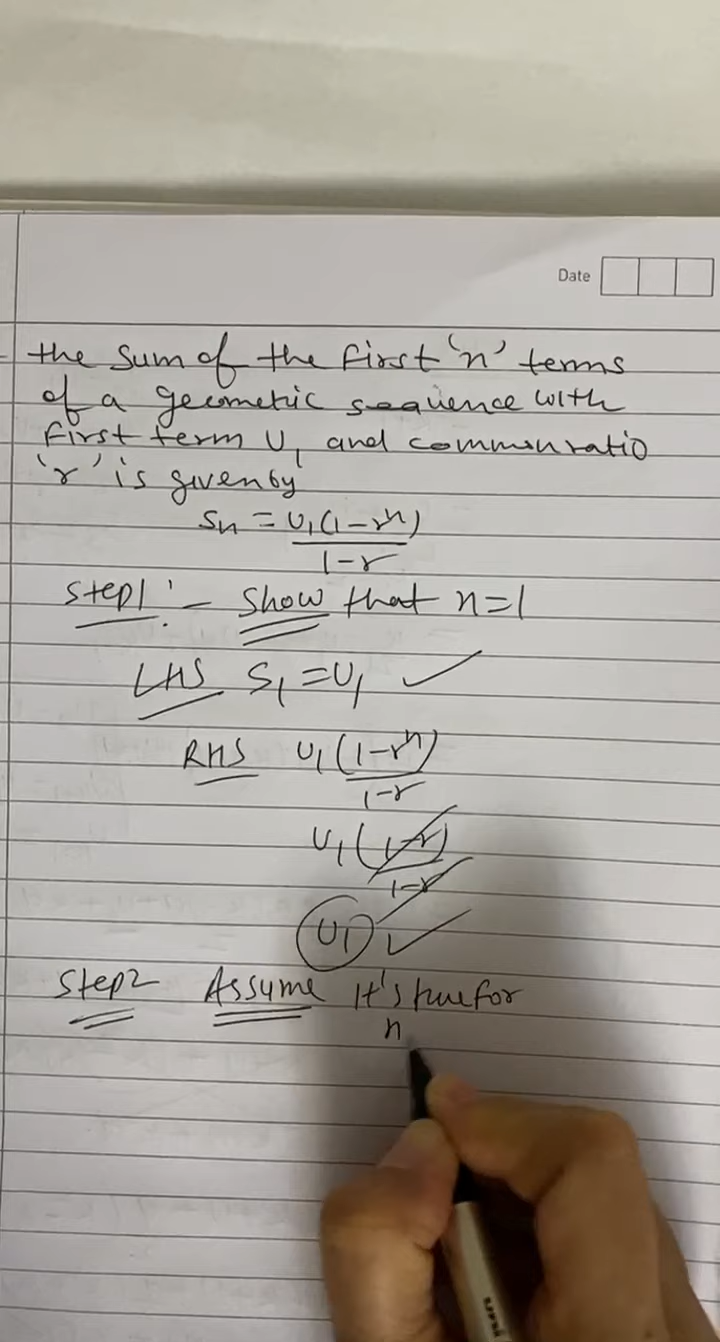 Date
the sum of the first 'n' terms
of a geometric sequence with
first term U₁ and common ratio
'r' is given by
Sn = U₁(1-rⁿ)
1-r
Step1:- Show that n=1
LHS S₁ = U₁ ✓
RHS U₁(1-rⁿ)
1-r
U₁(1-r)
1-r
U₁ ✓
Step2 Assume It's true for
n